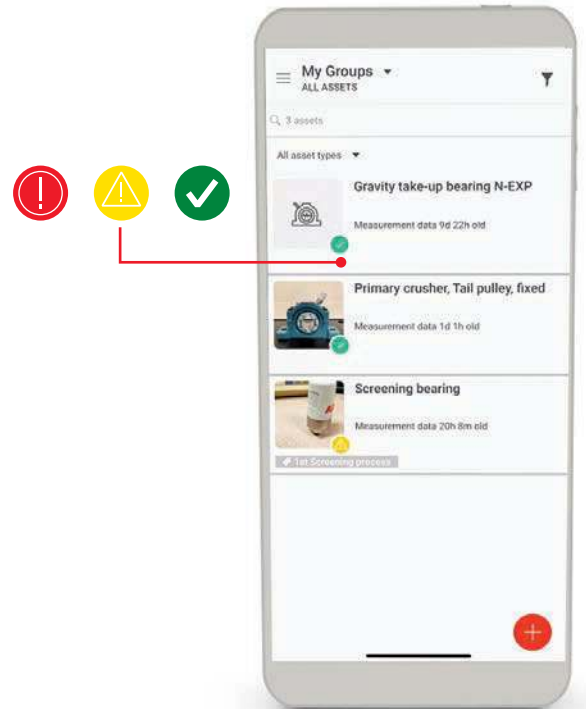 My Groups
ALL ASSETS
3 assets
All asset types
Gravity take-up bearing N-EXP
Measurement data 9d 22h old
Primary crusher, Tail pulley, fixed
Measurement data 1d 1h old
Screening bearing
Measurement data 20h 8m old
1st Screening process